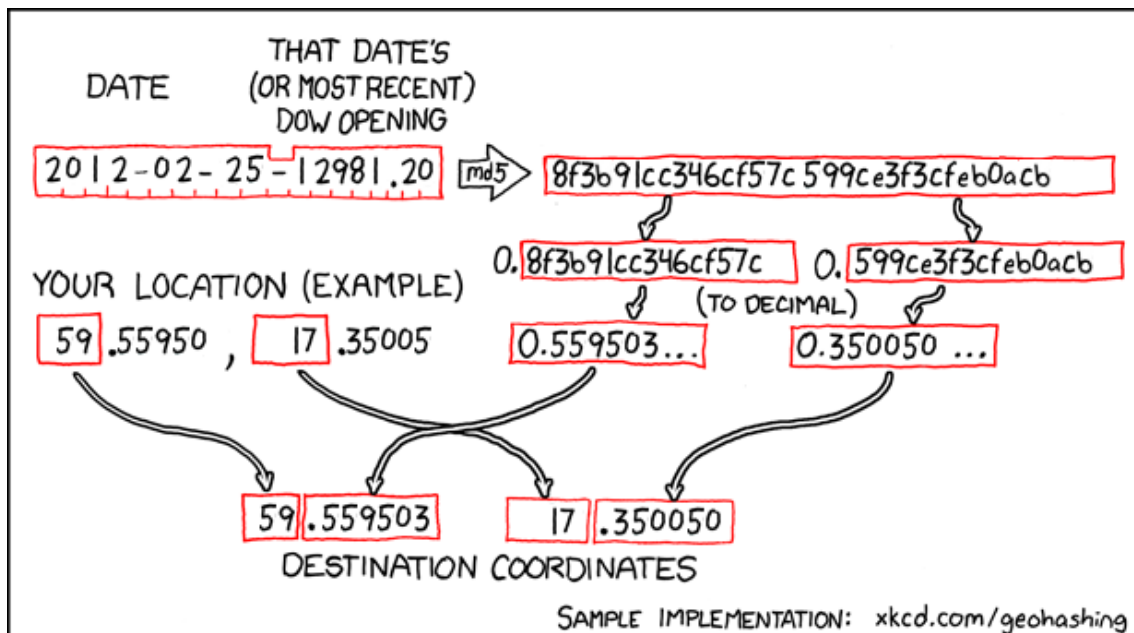 DATE
THAT DATE'S
(OR MOST RECENT)
DOW OPENING
2012-02-25-12981.20
md5
8f3b91cc346cf57c599ce3f3cfeb0acb
0.8f3b91cc346cf57c
0.599ce3f3cfeb0acb
(TO DECIMAL)
0.559503...
0.350050 ...
YOUR LOCATION (EXAMPLE)
59.55950, 17.35005
59.559503
17.350050
DESTINATION COORDINATES
SAMPLE IMPLEMENTATION: xkcd.com/geohashing